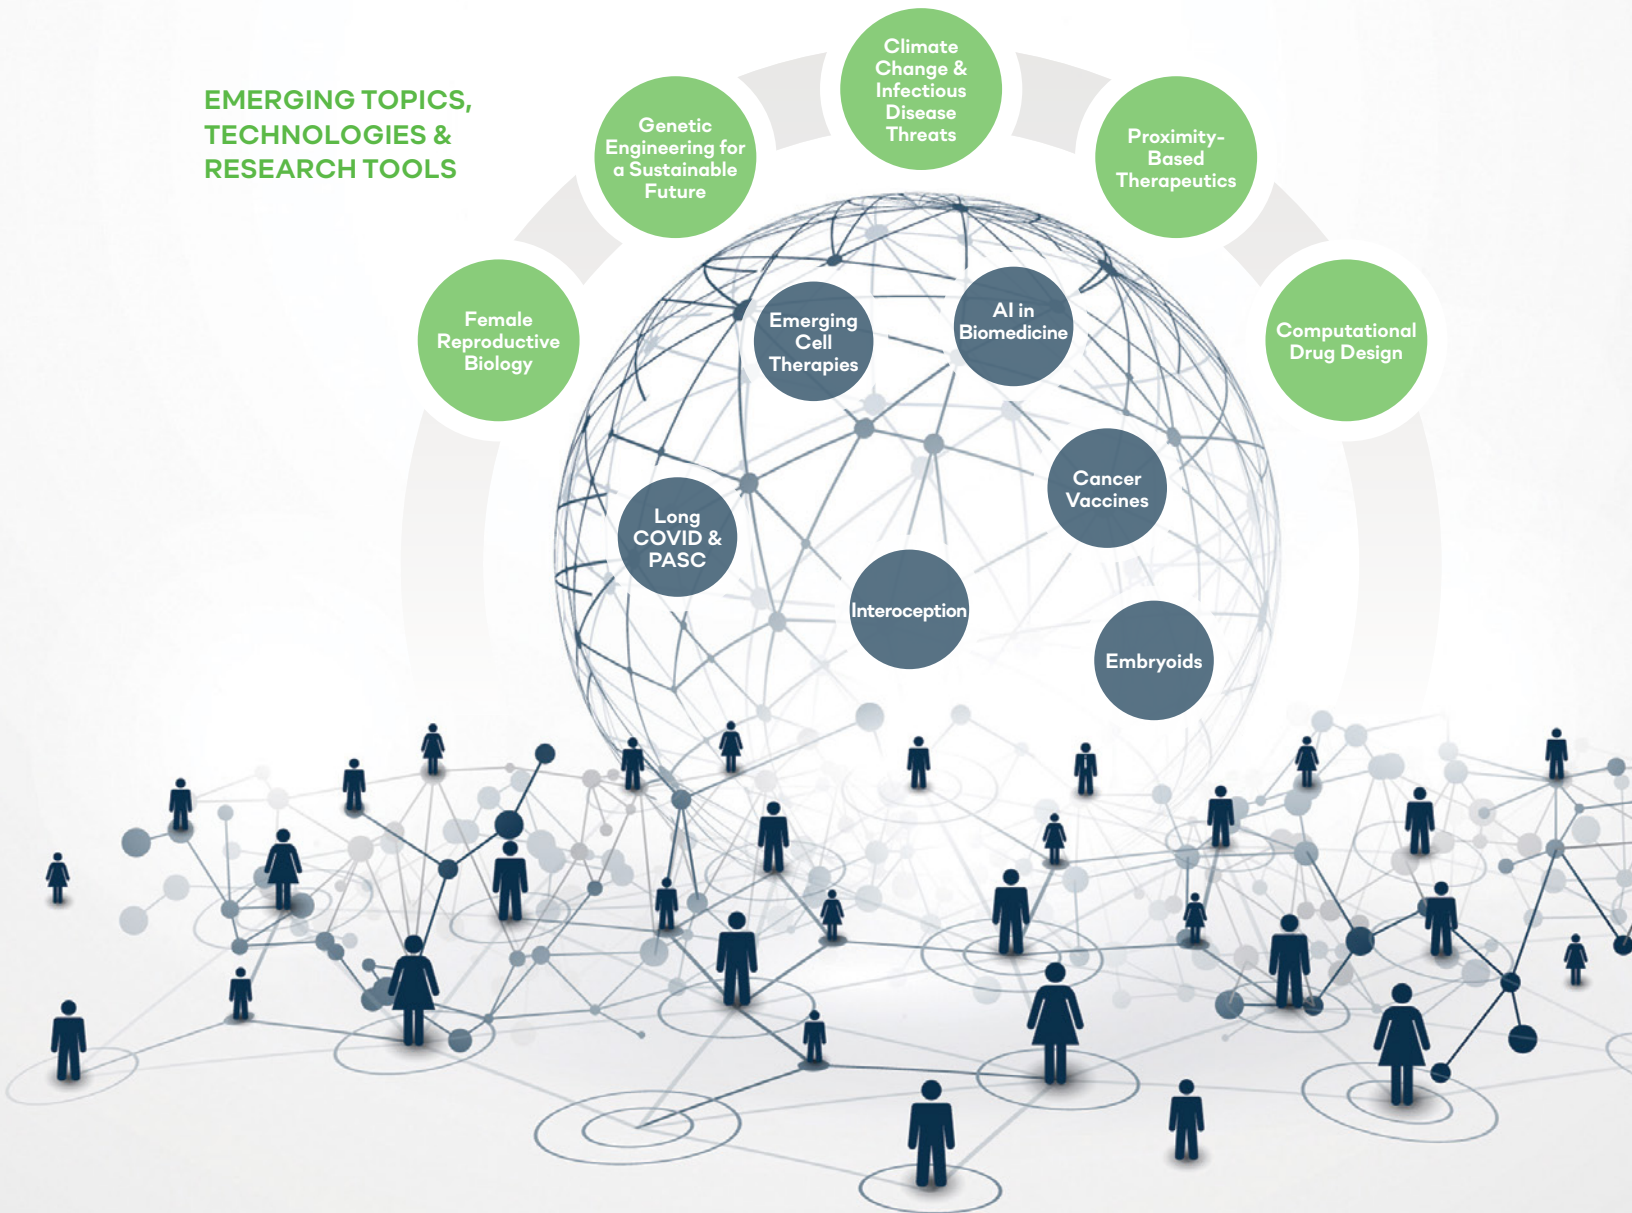 EMERGING TOPICS,
TECHNOLOGIES &
RESEARCH TOOLS
Climate
Change &
Infectious
Disease
Threats
Genetic
Engineering for
a Sustainable
Future
Proximity-
Based
Therapeutics
Female
Reproductive
Biology
Computational
Drug Design
Emerging
Cell
Therapies
AI in
Biomedicine
Cancer
Vaccines
Long
COVID &
PASC
Interoception
Embryoids